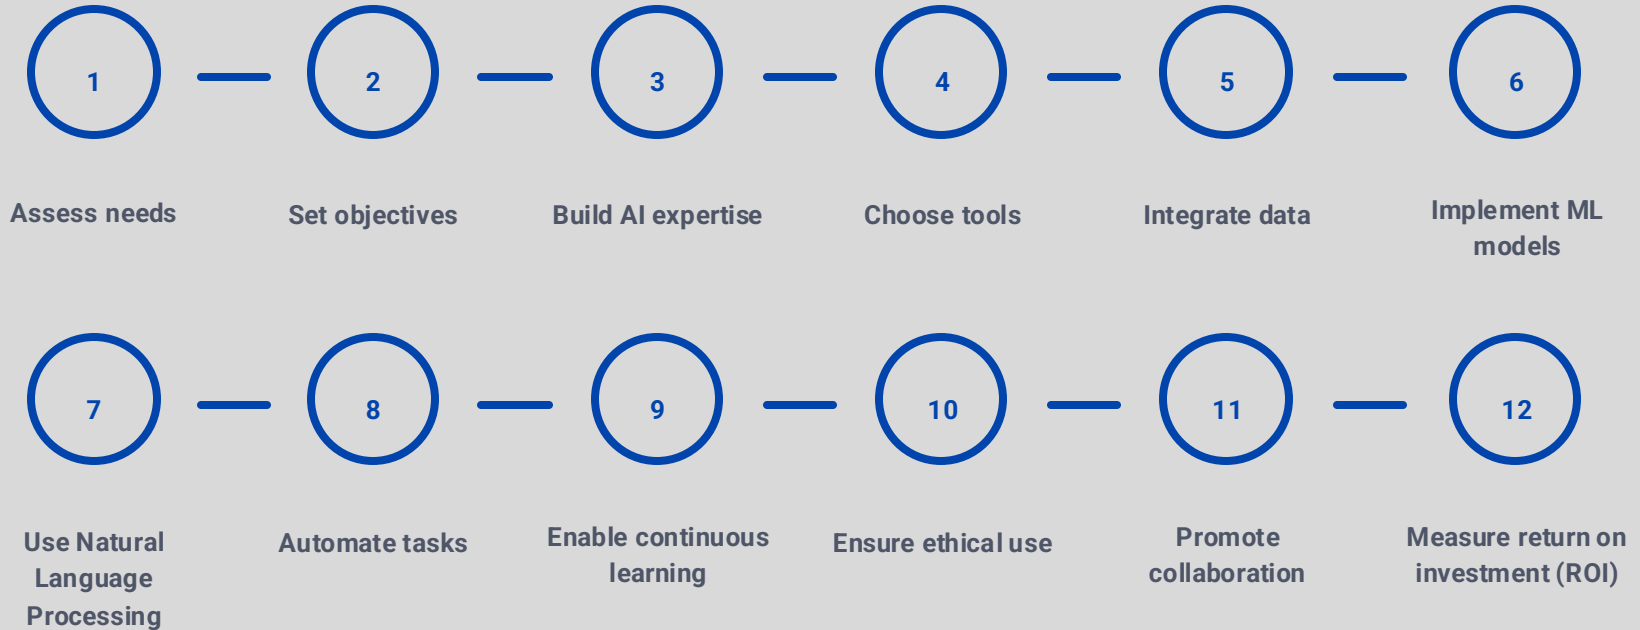 1
2
3
4
5
6
Assess needs
Set objectives
Build AI expertise
Choose tools
Integrate data
Implement ML
models
7
8
9
10
11
12
Use Natural
Language
Processing
Automate tasks
Enable continuous
learning
Ensure ethical use
Promote
collaboration
Measure return on
investment (ROI)